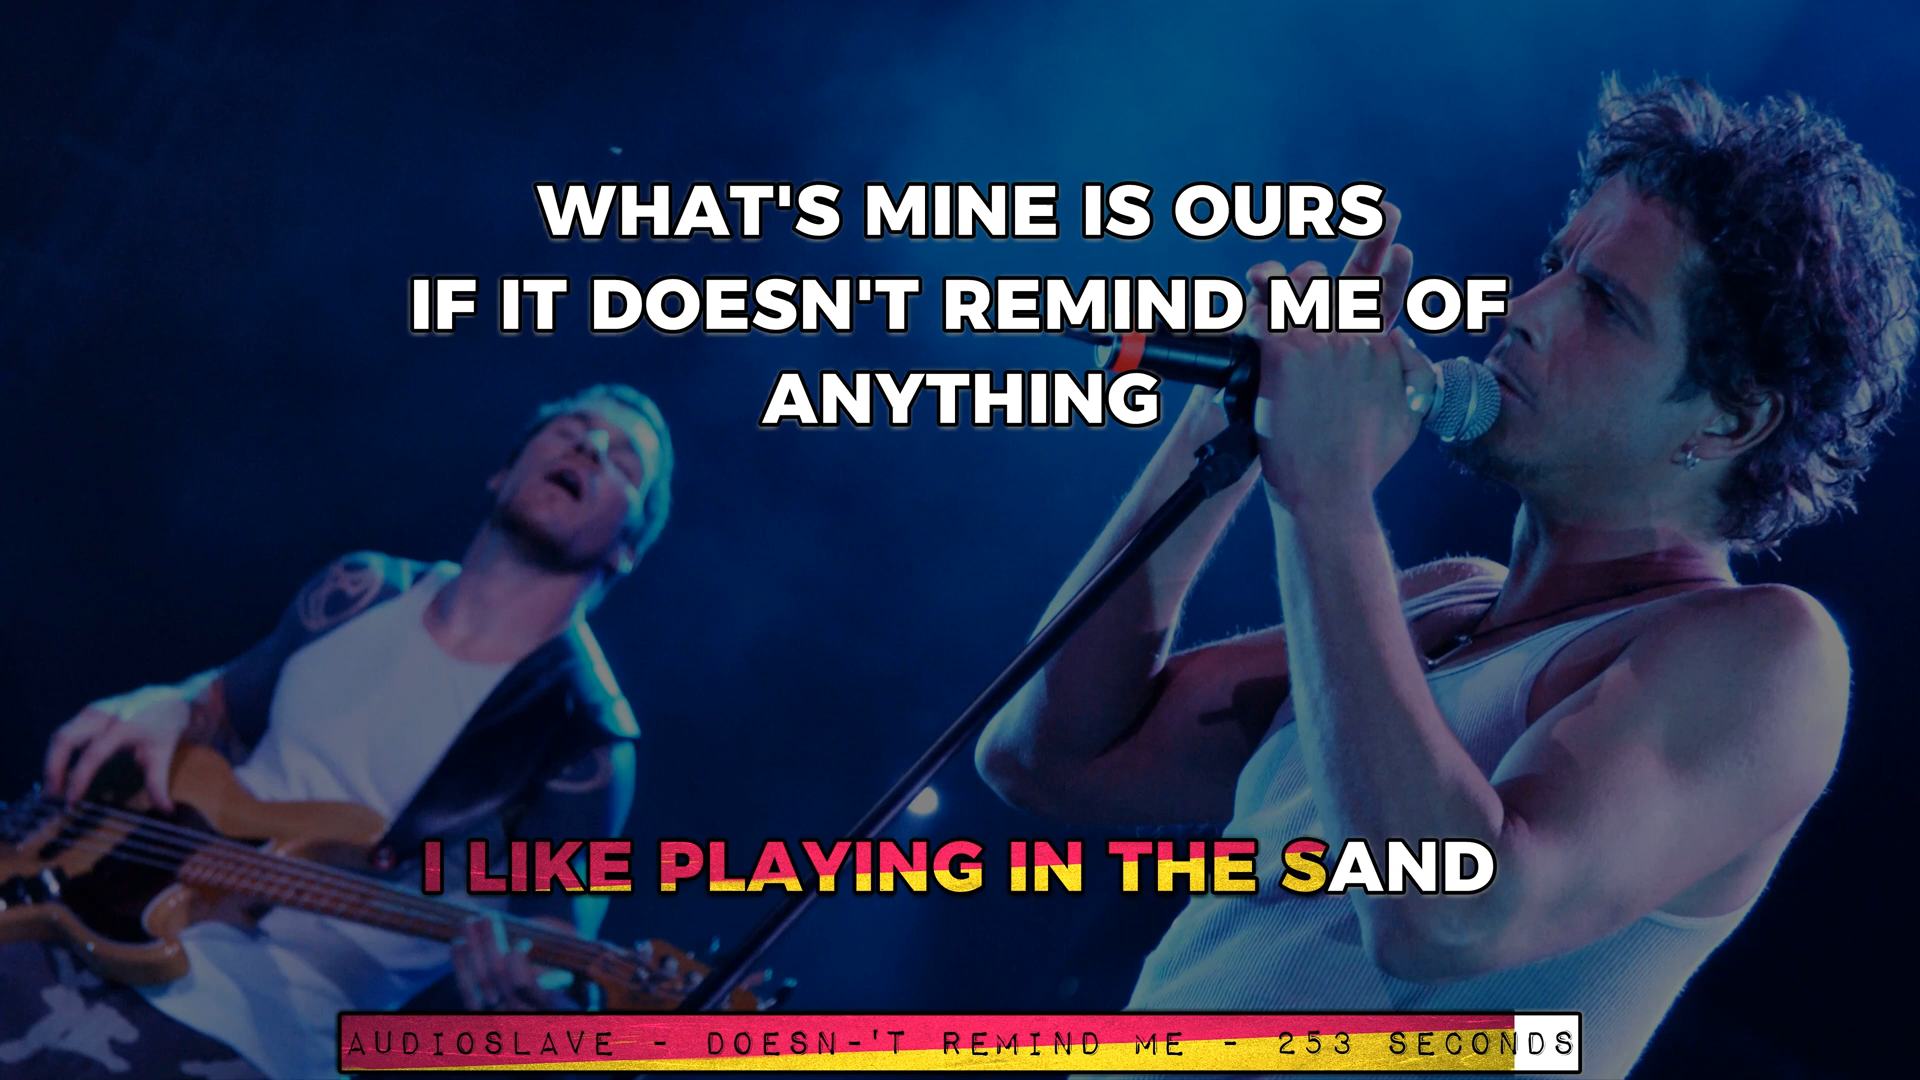 WHAT'S MINE IS OURS
IF IT DOESN'T REMIND ME OF
ANYTHING
I LIKE PLAYING IN THE SAND
AUDIOSLAVE - DOESN-'T REMIND ME - 253 SECONDS